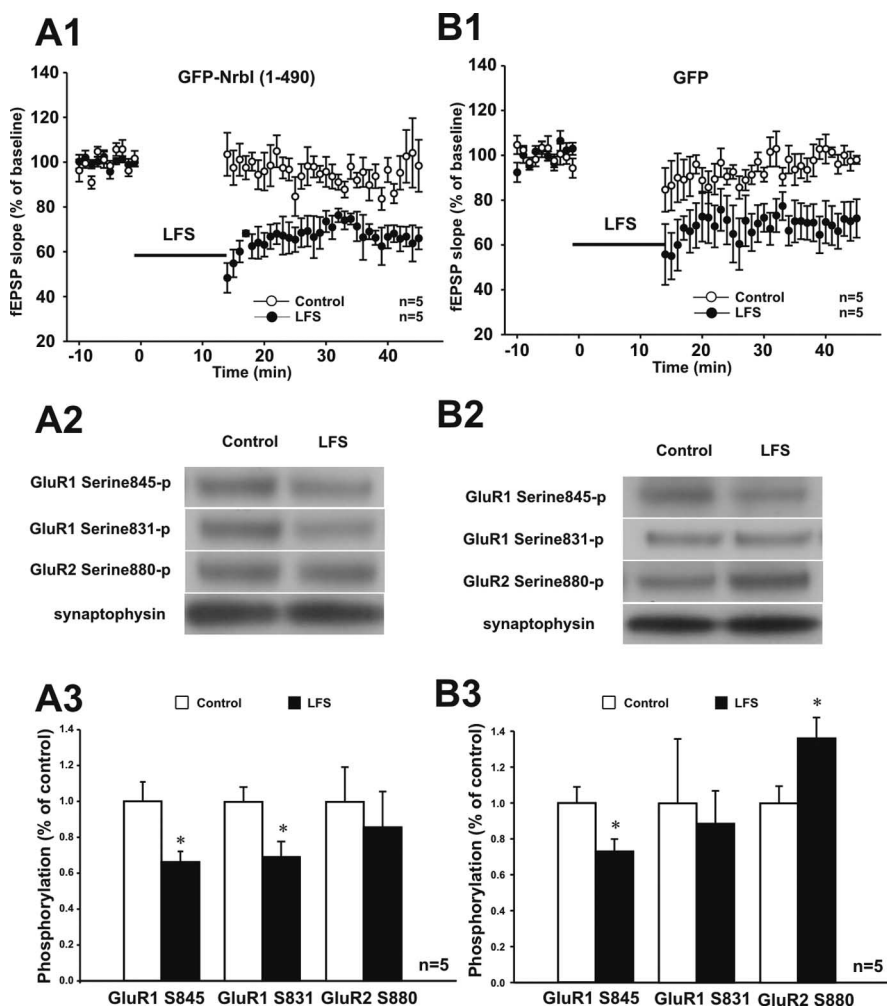 A1
GFP-Nrbl (1-490)
fEPSP slope (% of baseline)
140
120
100
80
60
40
20
LFS
Control n=5
LFS n=5
-10 0 10 20 30 40
Time (min)
B1
GFP
fEPSP slope (% of baseline)
140
120
100
80
60
40
20
LFS
Control n=5
LFS n=5
-10 0 10 20 30 40
Time (min)
A2
Control LFS
GluR1 Serine845-p
GluR1 Serine831-p
GluR2 Serine880-p
synaptophysin
B2
Control LFS
GluR1 Serine845-p
GluR1 Serine831-p
GluR2 Serine880-p
synaptophysin
A3
Control LFS
Phosphorylation (% of control)
1.4
1.2
1.0
0.8
0.6
0.4
0.2
0.0
* *
n=5
GluR1 S845 GluR1 S831 GluR2 S880
B3
Control LFS
Phosphorylation (% of control)
1.4
1.2
1.0
0.8
0.6
0.4
0.2
0.0
* *
n=5
GluR1 S845 GluR1 S831 GluR2 S880